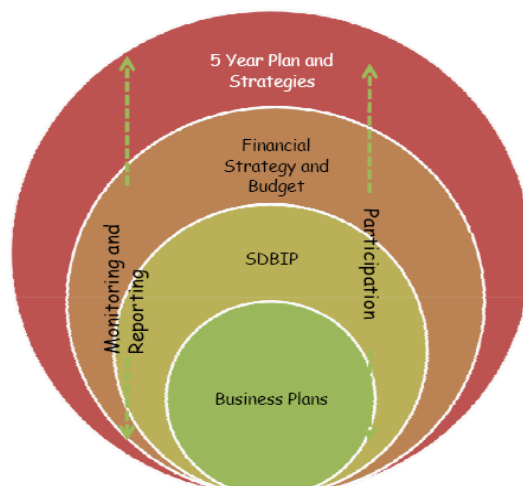 5 Year Plan and
Strategies
Financial
Strategy and
Budget
SDBIP
Monitoring and
Reporting
Participation
Business Plans